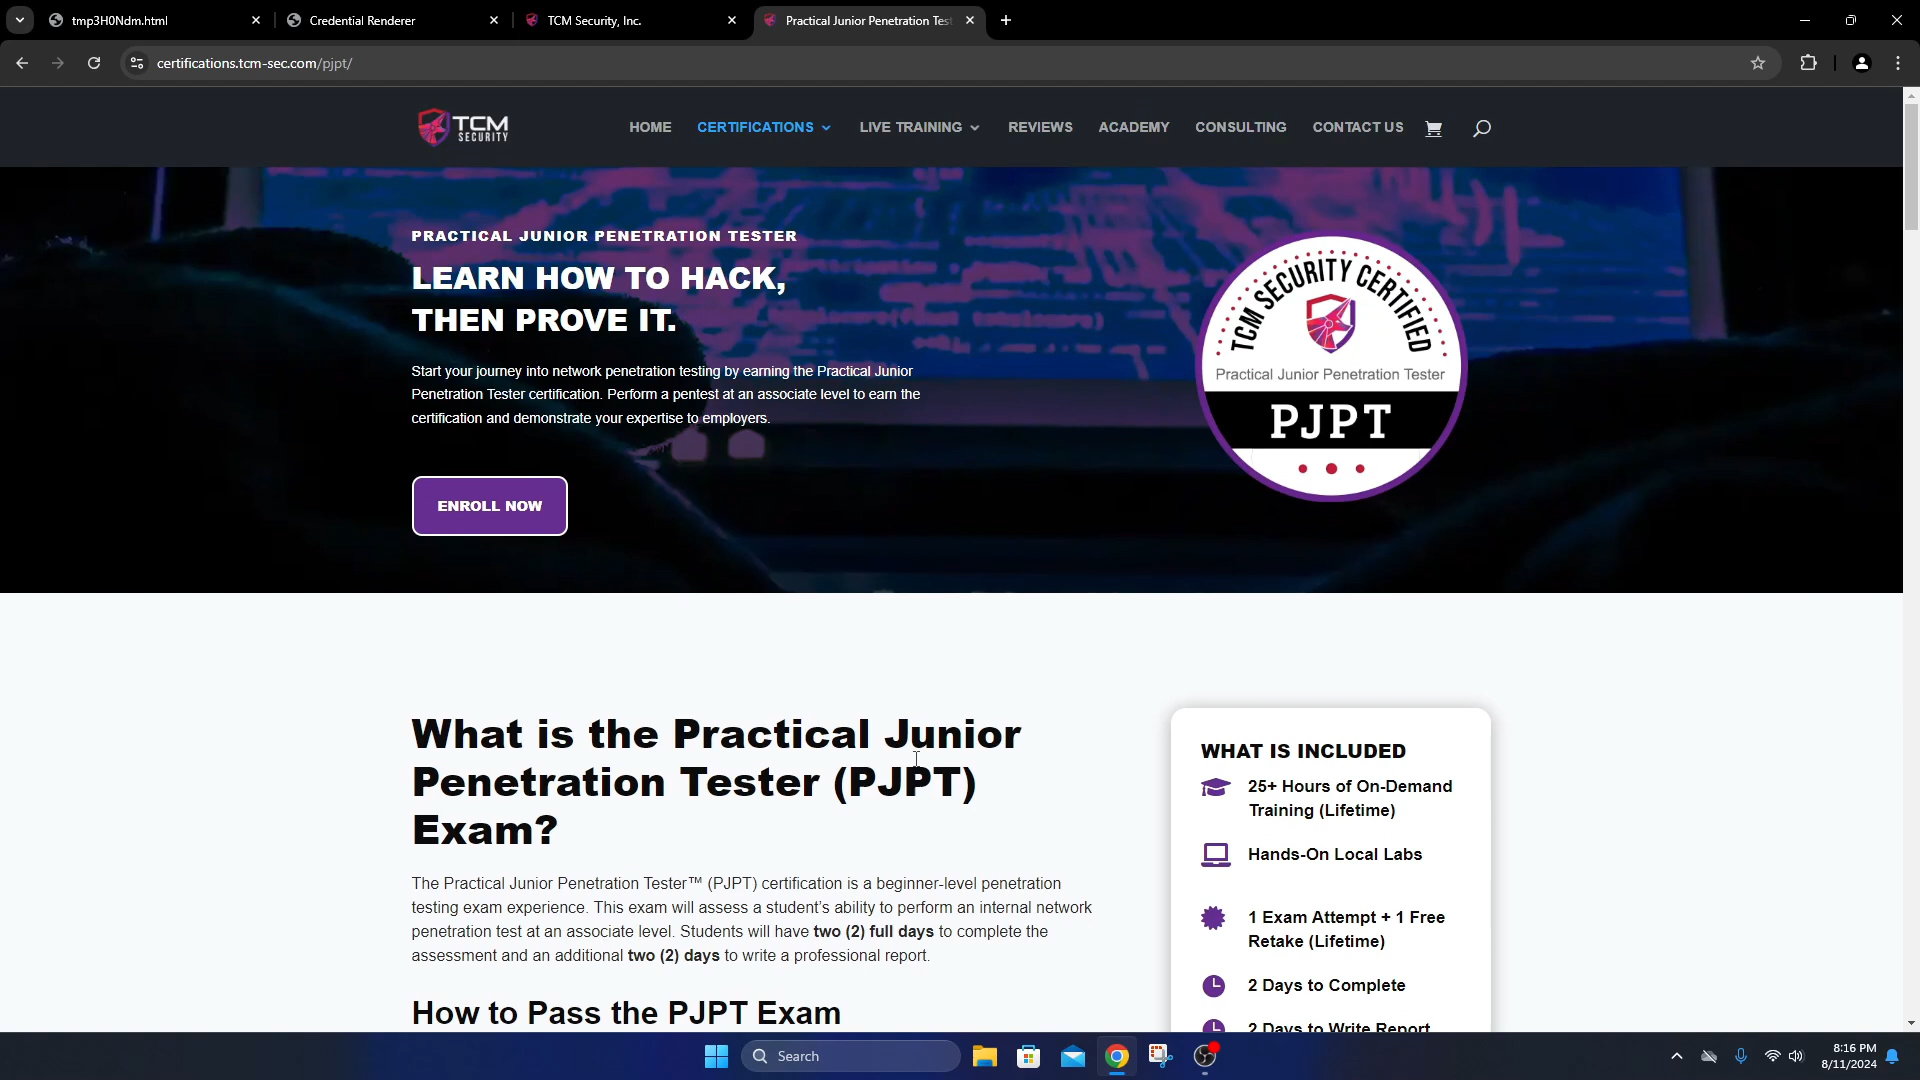 tmp3H0Ndm.html
Credential Renderer
TCM Security, Inc.
Practical Junior Penetration Tes
certifications.tcm-sec.com/pjpt/
TCM
SECURITY
HOME
CERTIFICATIONS
LIVE TRAINING
REVIEWS
ACADEMY
CONSULTING
CONTACT US
PRACTICAL JUNIOR PENETRATION TESTER
LEARN HOW TO HACK,
THEN PROVE IT.
Start your journey into network penetration testing by earning the Practical Junior
Penetration Tester certification. Perform a pentest at an associate level to earn the
certification and demonstrate your expertise to employers.
ENROLL NOW
TCM SECURITY CERTIFIED
Practical Junior Penetration Tester
PJPT
What is the Practical Junior
Penetration Tester (PJPT)
Exam?
The Practical Junior Penetration Tester™ (PJPT) certification is a beginner-level penetration
testing exam experience. This exam will assess a student’s ability to perform an internal network
penetration test at an associate level. Students will have two (2) full days to complete the
assessment and an additional two (2) days to write a professional report.
How to Pass the PJPT Exam
WHAT IS INCLUDED
25+ Hours of On-Demand
Training (Lifetime)
Hands-On Local Labs
1 Exam Attempt + 1 Free
Retake (Lifetime)
2 Days to Complete
2 Days to Write Report
Search
8:16 PM
8/11/2024